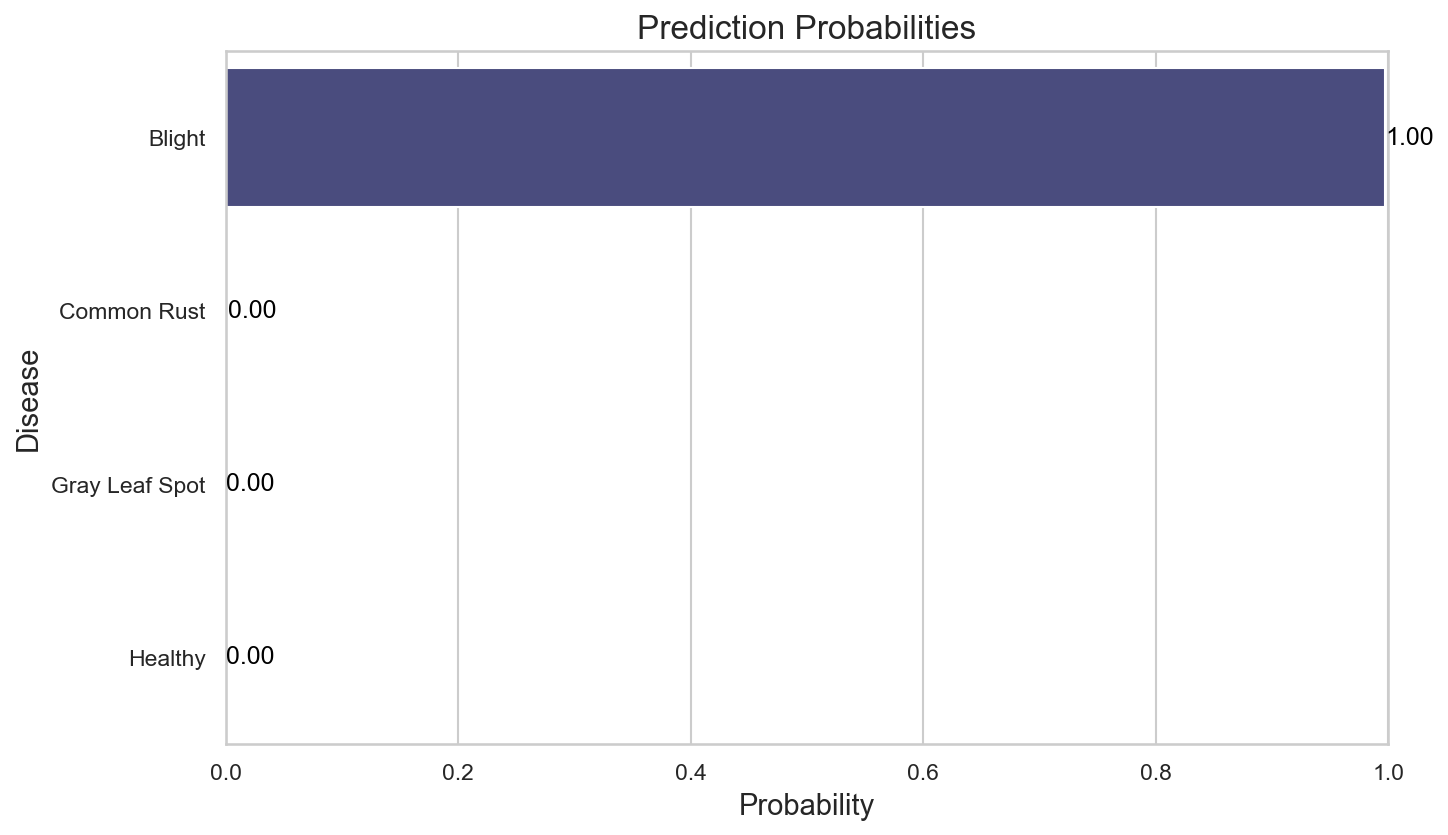 Prediction Probabilities
Blight
1.00
Common Rust
0.00
Disease
Gray Leaf Spot
0.00
Healthy
0.00
0.0 0.2 0.4 0.6 0.8 1.0
Probability